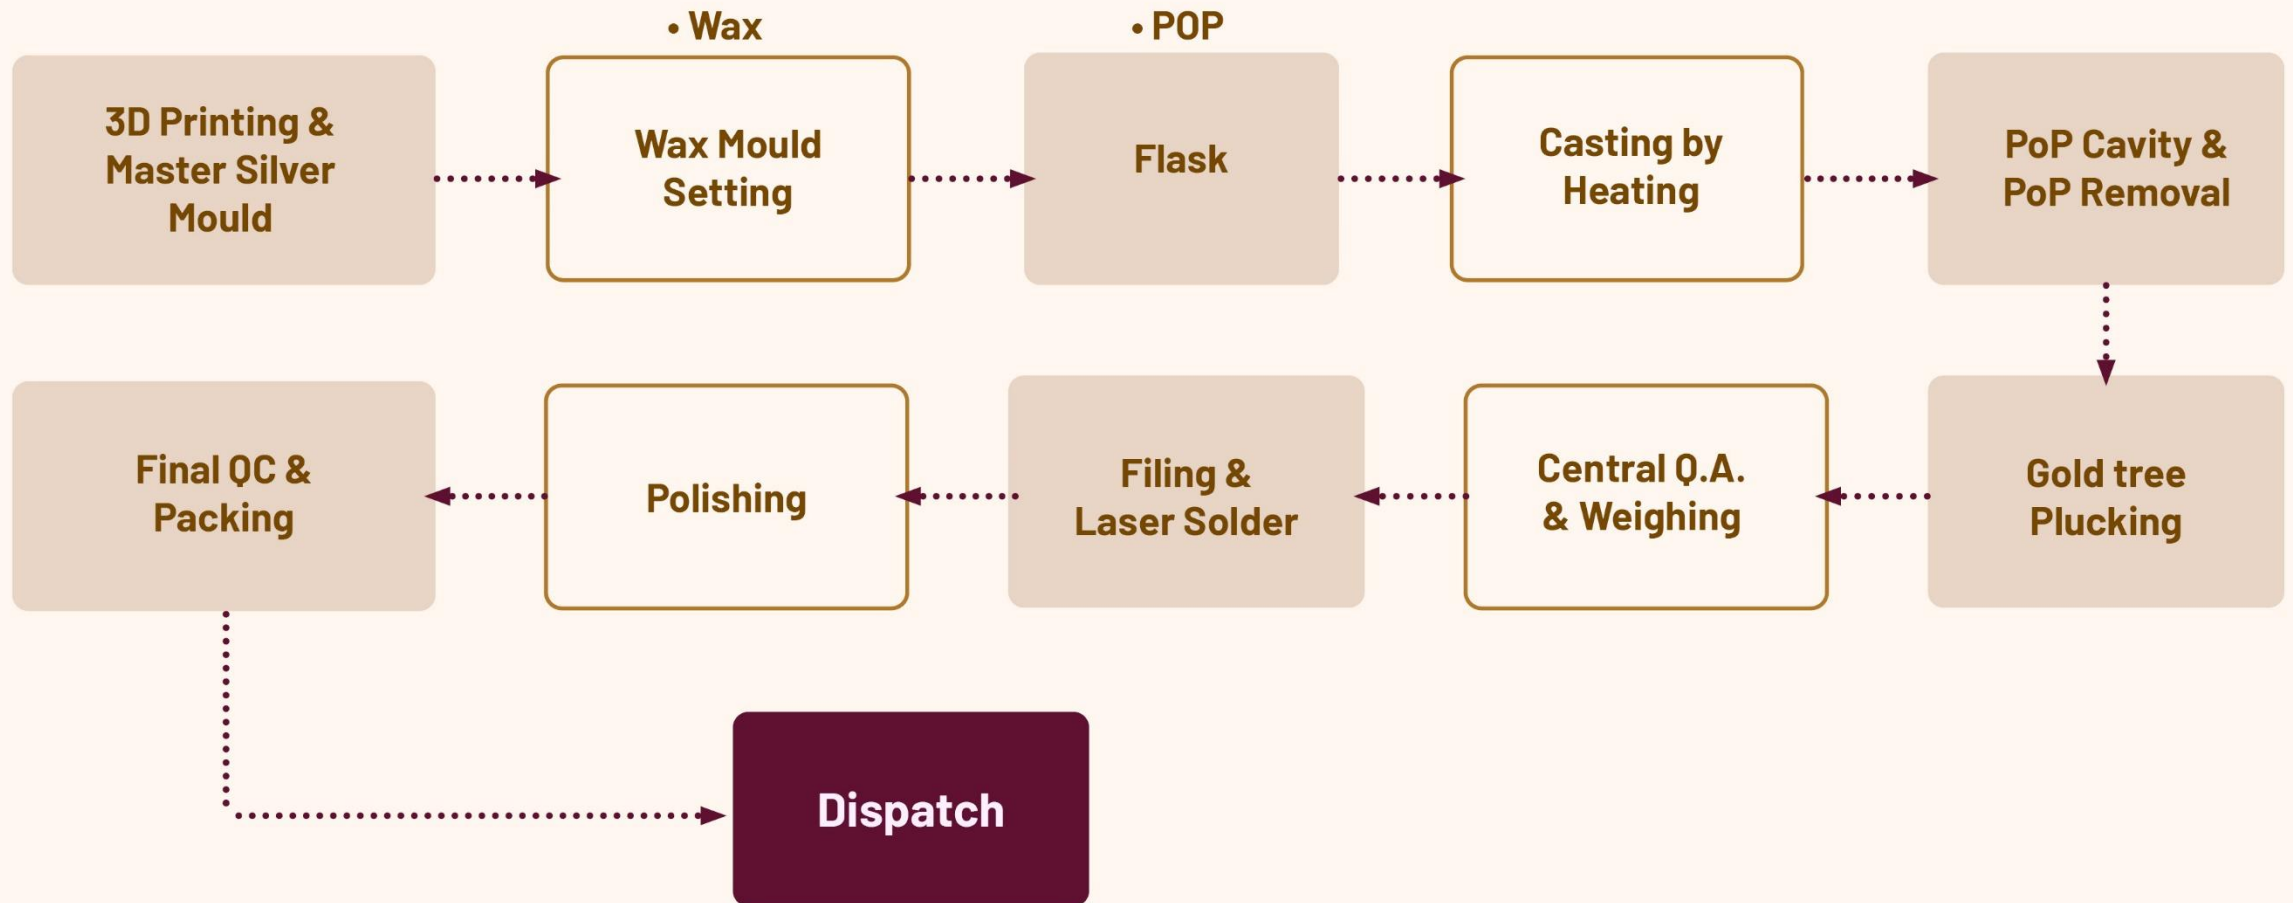 • Wax
• POP
3D Printing &
Master Silver
Mould
Wax Mould
Setting
Flask
Casting by
Heating
PoP Cavity &
PoP Removal
Gold tree
Plucking
Central Q.A.
& Weighing
Filing &
Laser Solder
Polishing
Final QC &
Packing
Dispatch